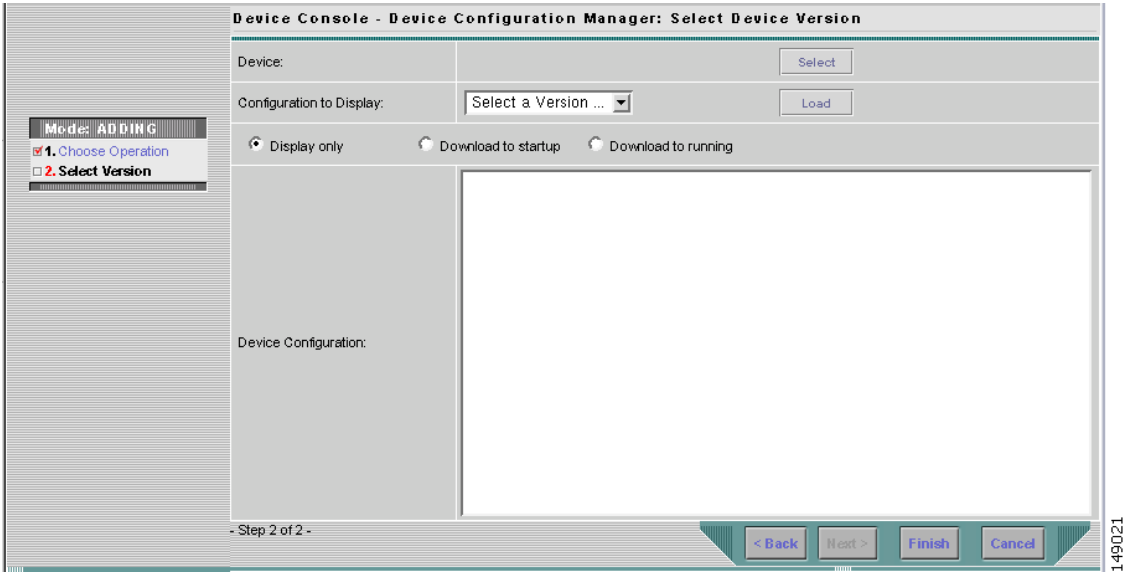 Device Console - Device Configuration Manager: Select Device Version
Device:
Select
Configuration to Display:
Select a Version ...
Load
Mode: ADDING
1. Choose Operation
2. Select Version
Display only
Download to startup
Download to running
Device Configuration:
- Step 2 of 2 -
< Back
Next >
Finish
Cancel
149021